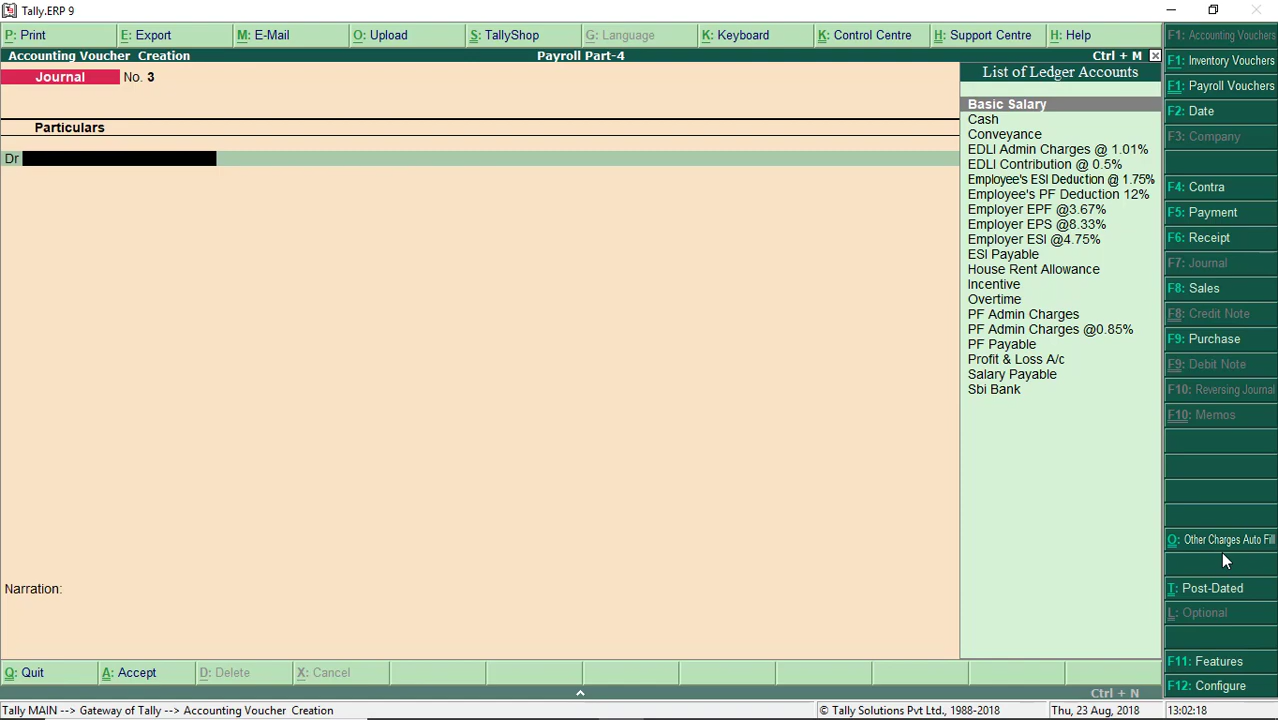 Tally.ERP 9
P: Print
E: Export
M: E-Mail
O: Upload
S: TallyShop
G: Language
K: Keyboard
K: Control Centre
H: Support Centre
H: Help
Accounting Voucher Creation
Payroll Part-4
Ctrl + M
Journal
No. 3
Particulars
Dr
List of Ledger Accounts
Basic Salary
Cash
Conveyance
EDLI Admin Charges @ 1.01%
EDLI Contribution @ 0.5%
Employee's ESI Deduction @ 1.75%
Employee's PF Deduction 12%
Employer EPF @3.67%
Employer EPS @8.33%
Employer ESI @4.75%
ESI Payable
House Rent Allowance
Incentive
Overtime
PF Admin Charges
PF Admin Charges @0.85%
PF Payable
Profit & Loss A/c
Salary Payable
Sbi Bank
F1: Accounting Vouchers
F1: Inventory Vouchers
F1: Payroll Vouchers
F2: Date
F3: Company
F4: Contra
F5: Payment
F6: Receipt
F7: Journal
F8: Sales
F8: Credit Note
F9: Purchase
F9: Debit Note
F10: Reversing Journal
F10: Memos
O: Other Charges Auto Fill
T: Post-Dated
L: Optional
F11: Features
F12: Configure
Narration:
Q: Quit
A: Accept
D: Delete
X: Cancel
Ctrl + N
Tally MAIN --> Gateway of Tally --> Accounting Voucher Creation
© Tally Solutions Pvt Ltd., 1988-2018
Thu, 23 Aug, 2018
13:02:18